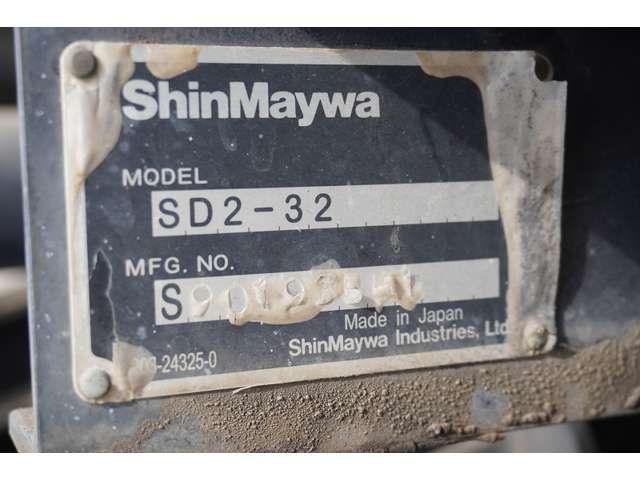 ShinMaywa
MODEL
SD2-32
MFG. NO.
Made in Japan
ShinMaywa Industries, Ltd